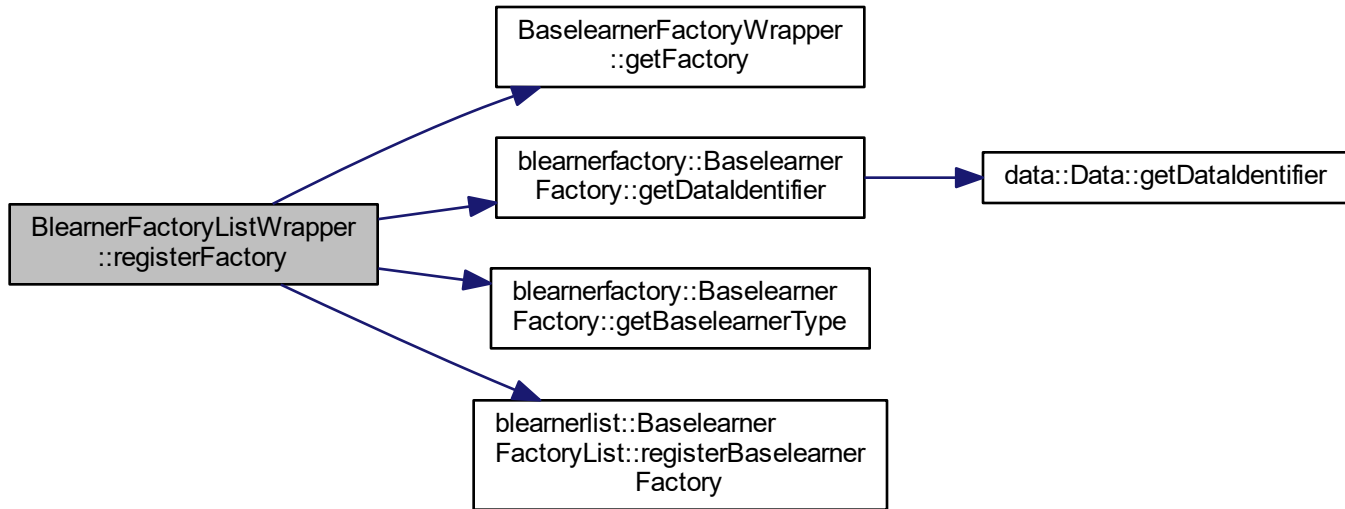 BaselearnerFactoryWrapper
::getFactory
blearnerfactory::Baselearner
Factory::getDataIdentifier
data::Data::getDataIdentifier
BlearnerFactoryListWrapper
::registerFactory
blearnerfactory::Baselearner
Factory::getBaselearnerType
blearnerlist::Baselearner
FactoryList::registerBaselearner
Factory